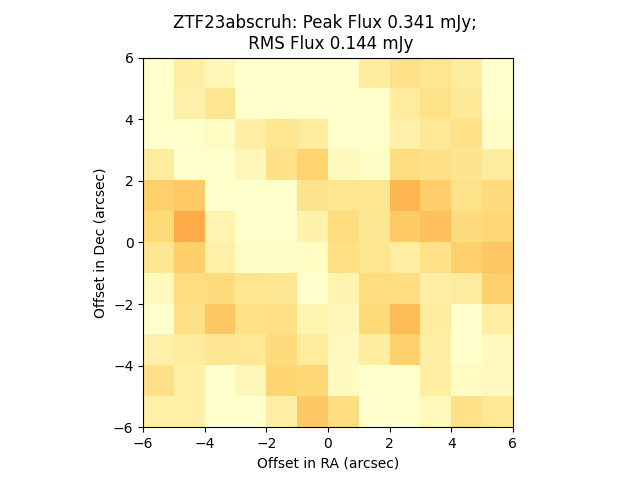 ZTF23abscruh: Peak Flux 0.341 mJy;
RMS Flux 0.144 mJy
6
4
2
0
−2
−4
−6
Offset in Dec (arcsec)
−6 −4 −2 0 2 4 6
Offset in RA (arcsec)